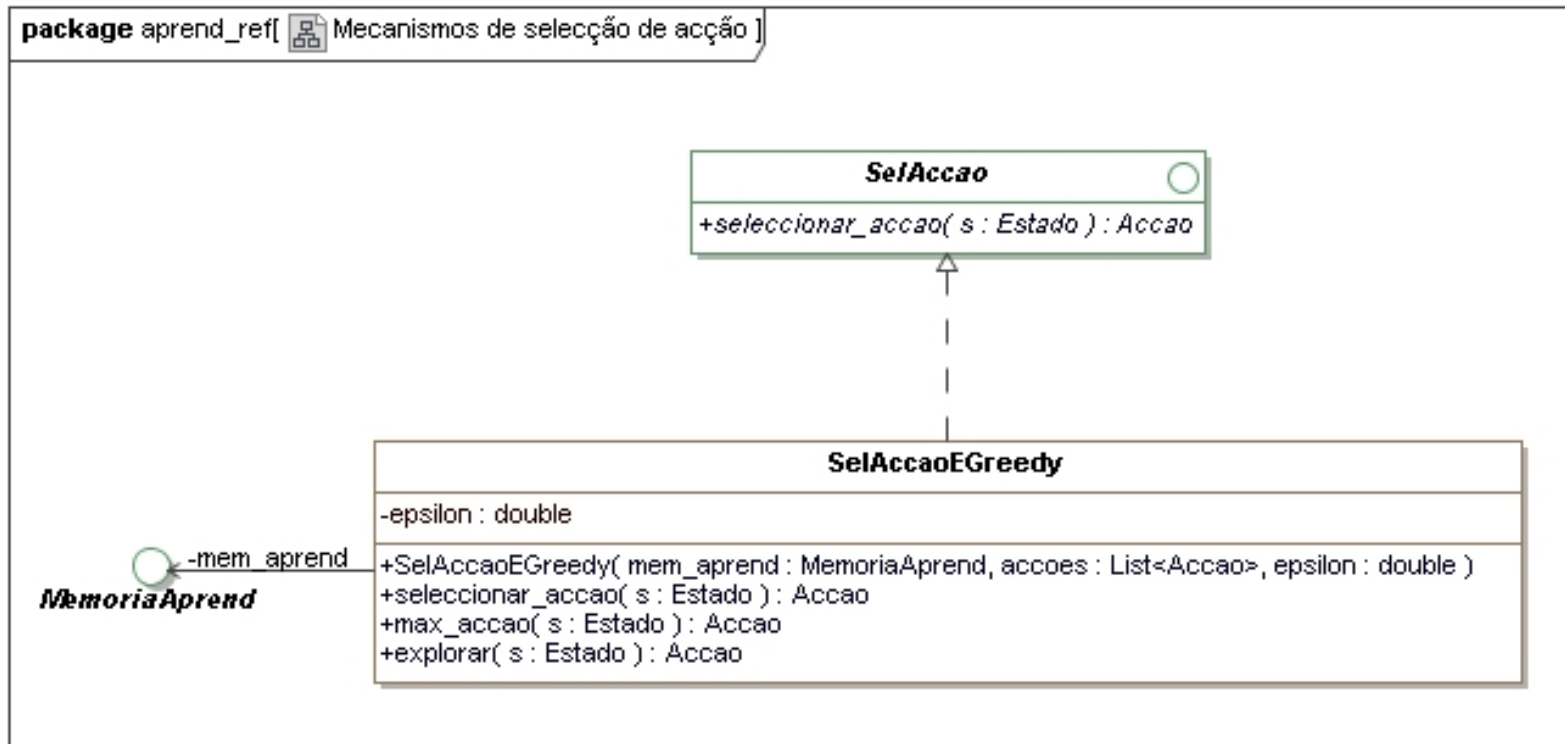 package aprend_ref[ Mecanismos de selecção de acção ]
SelAccao
+seleccionar_accao( s : Estado ) : Accao
SelAccaoEGreedy
-epsilon : double
-mem_aprend
MemoriaAprend
+SelAccaoEGreedy( mem_aprend : MemoriaAprend, accoes : List<Accao>, epsilon : double )
+seleccionar_accao( s : Estado ) : Accao
+max_accao( s : Estado ) : Accao
+explorar( s : Estado ) : Accao